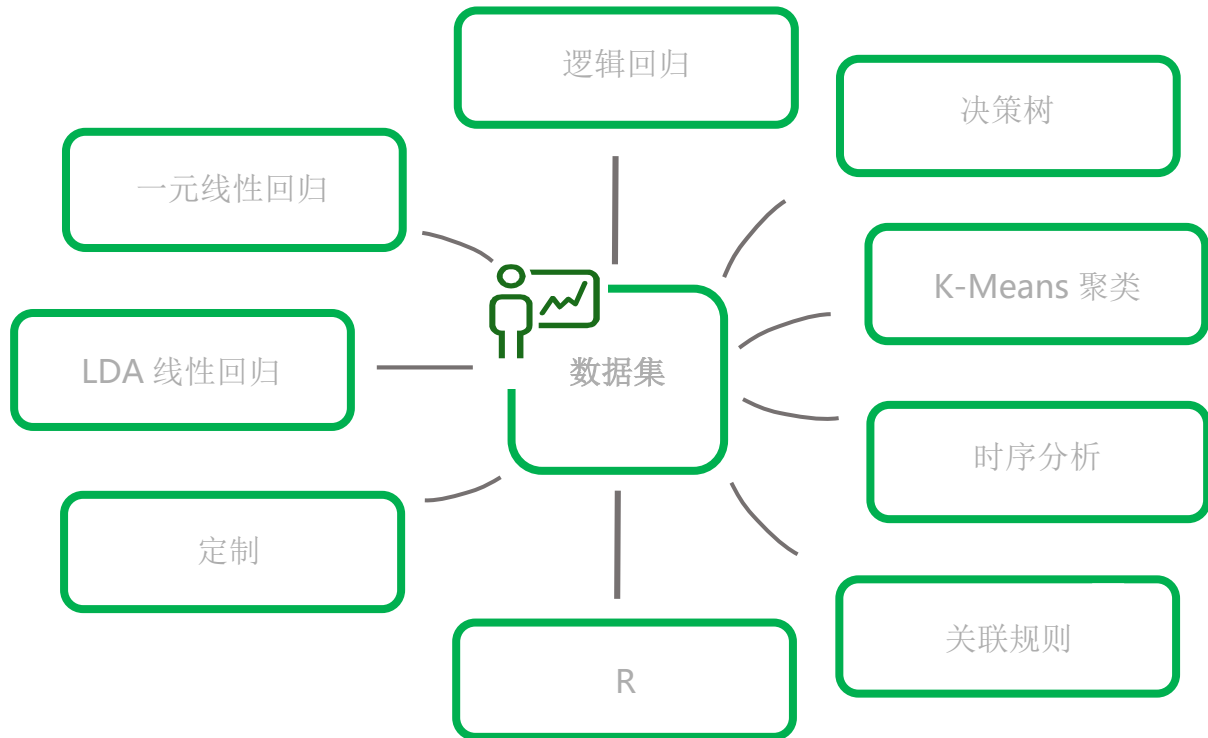 逻辑回归
决策树
一元线性回归
K-Means 聚类
LDA 线性回归
数据集
时序分析
定制
关联规则
R